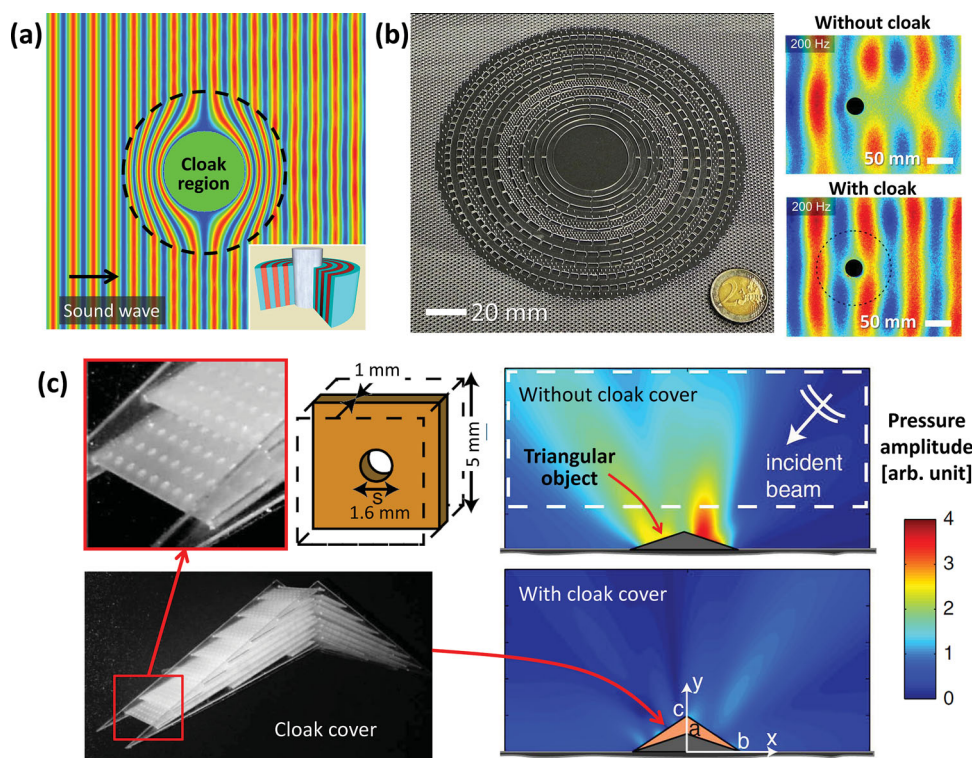 (a)
Cloak
region
Sound wave
(b)
20 mm
Without cloak
200 Hz
50 mm
With cloak
200 Hz
50 mm
(c)
1 mm
5 mm
s
1.6 mm
Cloak cover
Without cloak cover
Triangular
object
incident
beam
With cloak cover
y
c
a
b
x
Pressure
amplitude
[arb. unit]
4
3
2
1
0